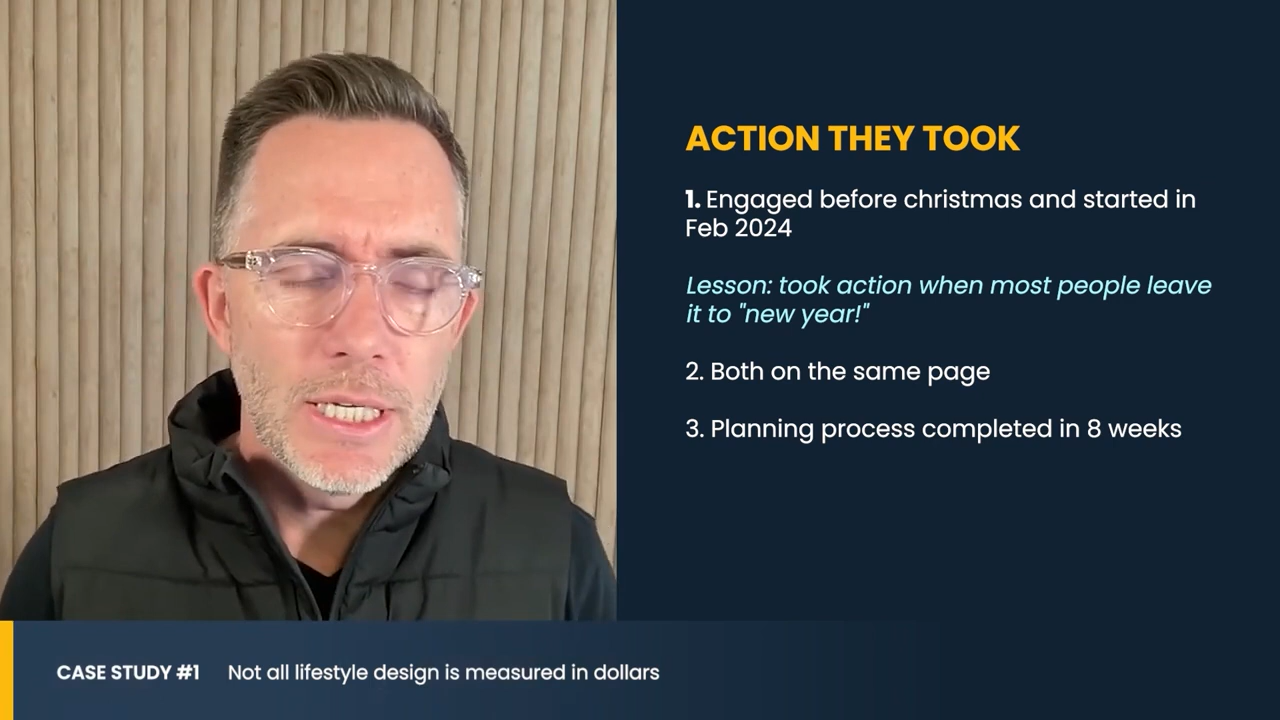 ACTION THEY TOOK
1. Engaged before christmas and started in
Feb 2024
Lesson: took action when most people leave
it to "new year!"
2. Both on the same page
3. Planning process completed in 8 weeks
CASE STUDY #1 Not all lifestyle design is measured in dollars